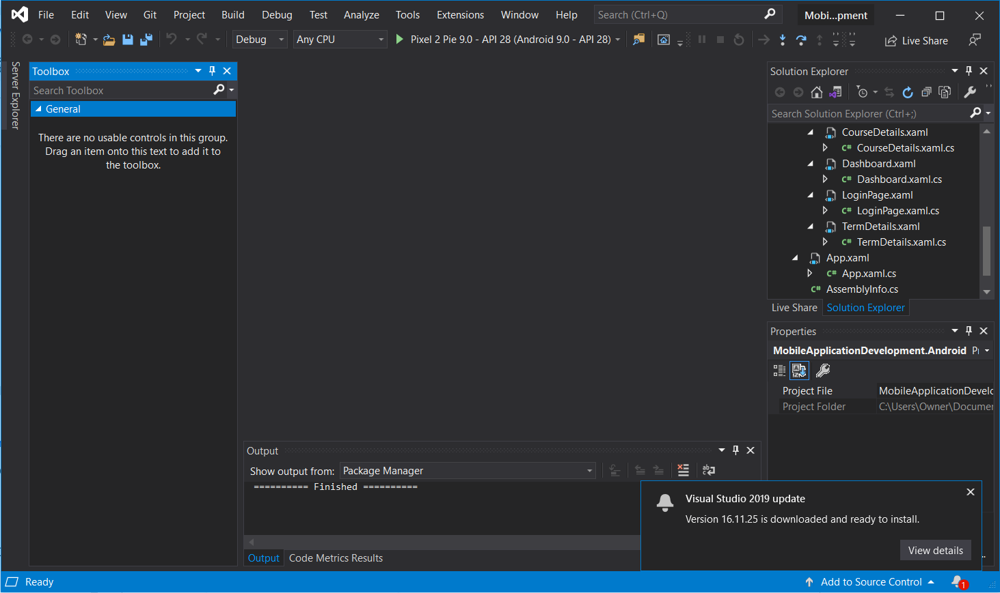 File Edit View Git Project Build Debug Test Analyze Tools Extensions Window Help Search (Ctrl+Q) Mobi...pment
Debug Any CPU Pixel 2 Pie 9.0 - API 28 (Android 9.0 - API 28) Live Share
Server Explorer
Toolbox
Search Toolbox
General
There are no usable controls in this group.
Drag an item onto this text to add it to
the toolbox.
Output
Show output from: Package Manager
========== Finished ==========
Output Code Metrics Results
Solution Explorer
Search Solution Explorer (Ctrl+;)
CourseDetails.xaml
C# CourseDetails.xaml.cs
Dashboard.xaml
C# Dashboard.xaml.cs
LoginPage.xaml
C# LoginPage.xaml.cs
TermDetails.xaml
C# TermDetails.xaml.cs
App.xaml
C# App.xaml.cs
C# AssemblyInfo.cs
Live Share Solution Explorer
Properties
MobileApplicationDevelopment.Android
Project File MobileApplicationDevelo
Project Folder C:\Users\Owner\Documen
Visual Studio 2019 update
Version 16.11.25 is downloaded and ready to install.
View details
Ready Add to Source Control 1